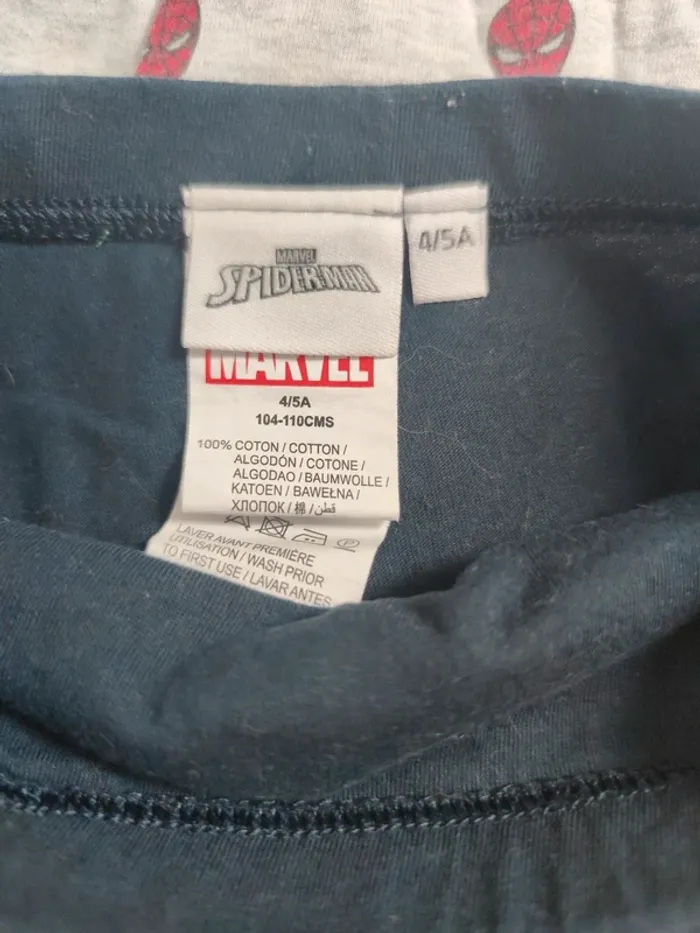 MARVEL
SPIDER-MAN
4/5A
MARVEL
4/5A
104-110CMS
100% COTON / COTTON /
ALGODÓN / COTONE /
ALGODAO / BAUMWOLLE /
KATOEN / BAWEŁNA /
ХЛОПОК / 棉 / قطن
P
LAVER AVANT PREMIÈRE
UTILISATION / WASH PRIOR
TO FIRST USE / LAVAR ANTES